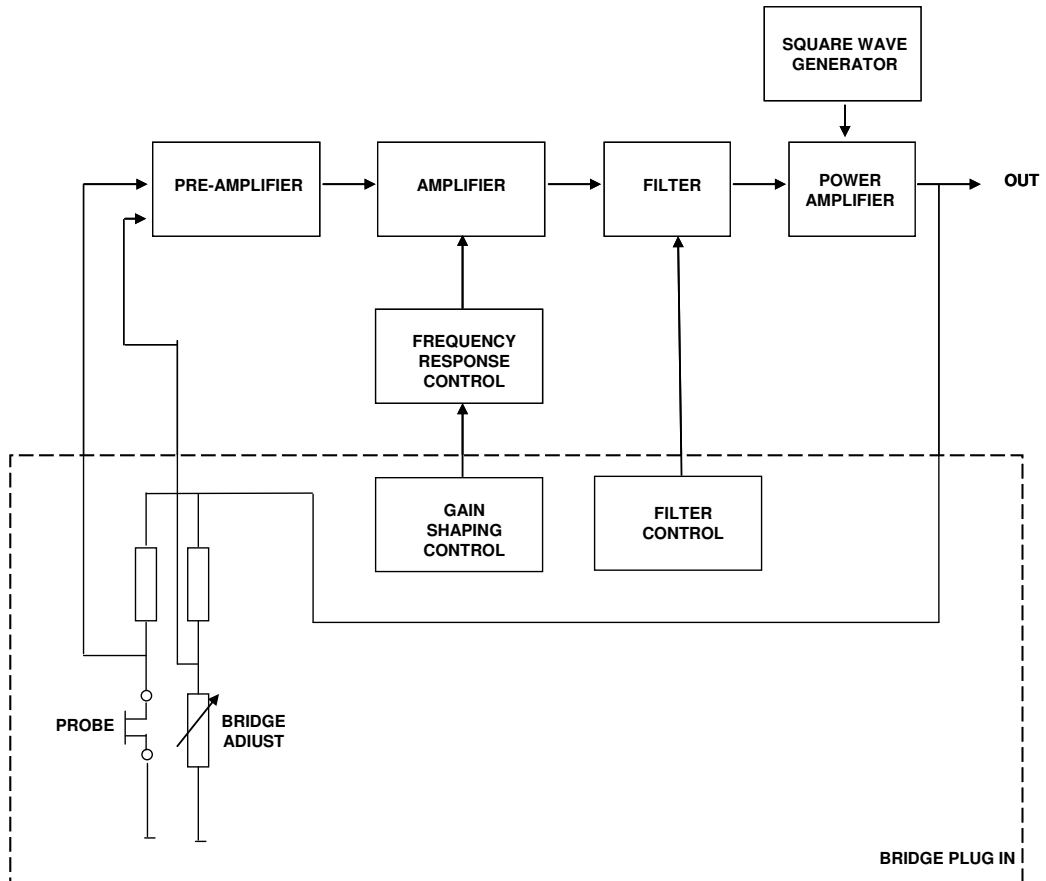 SQUARE WAVE
GENERATOR
PRE-AMPLIFIER
AMPLIFIER
FILTER
POWER
AMPLIFIER
OUT
FREQUENCY
RESPONSE
CONTROL
GAIN
SHAPING
CONTROL
FILTER
CONTROL
PROBE
BRIDGE
ADIUST
BRIDGE PLUG IN